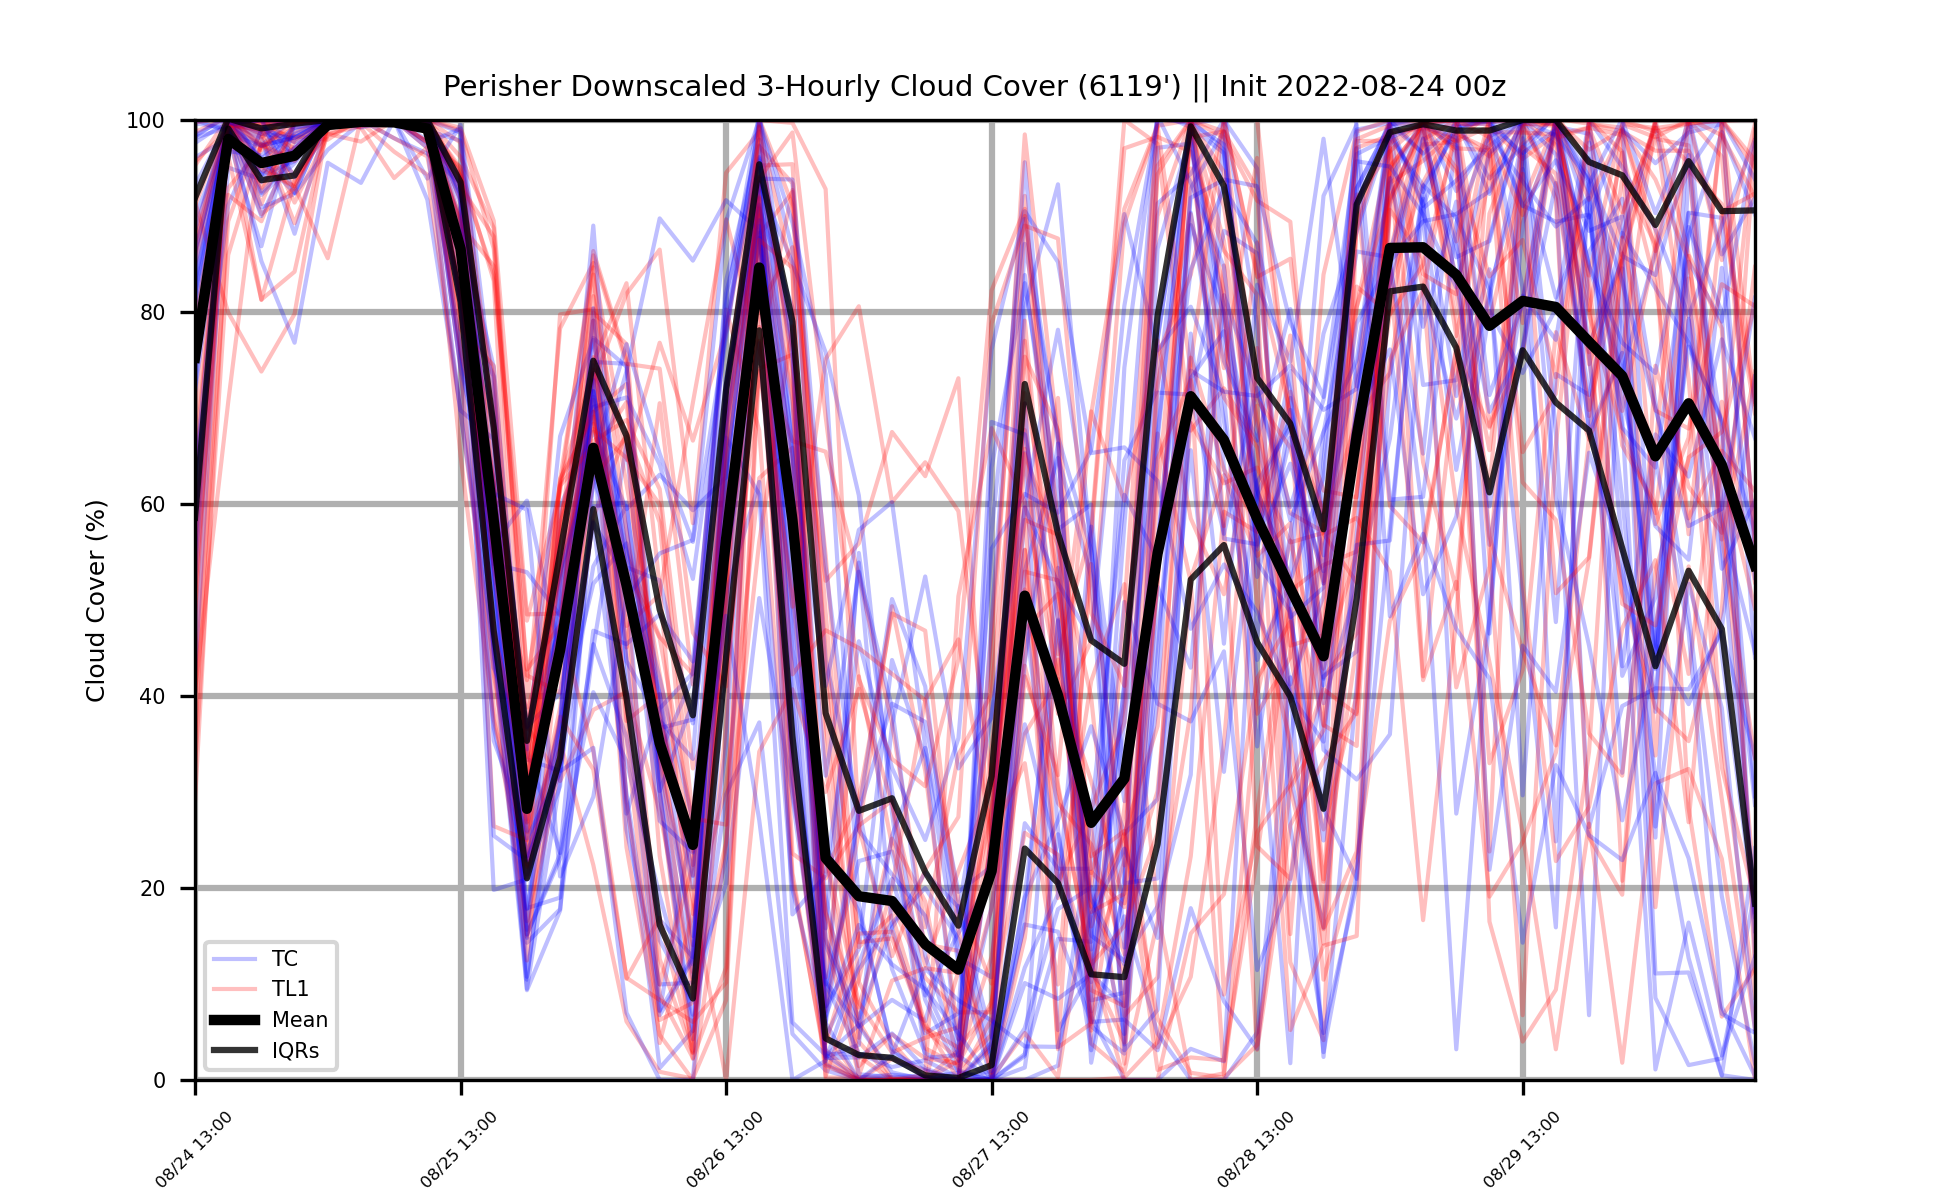 Perisher Downscaled 3-Hourly Cloud Cover (6119') || Init 2022-08-24 00z
Cloud Cover (%)
100
80
60
40
20
0
TC
TL1
Mean
IQRs
08/24 13:00
08/25 13:00
08/26 13:00
08/27 13:00
08/28 13:00
08/29 13:00